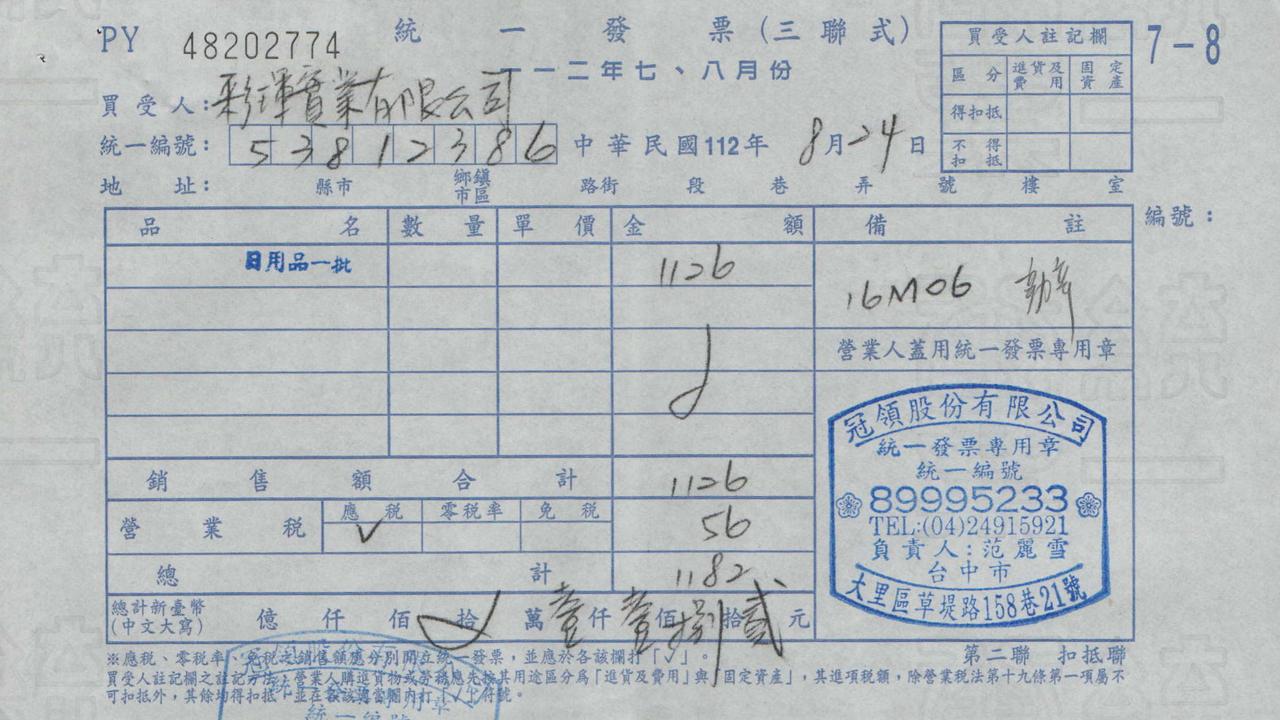 PY 48202774 統一發票(三聯式) 7-8
一一二年七、八月份
買受人註記欄
區分 進貨及費用 固定資產
得扣抵
不得扣抵
買受人:彩琿實業有限公司
統一編號: 53812386 中華民國112年 8月24日
地址: 縣市 鄉鎮市區 路街 段 巷 弄 號 樓 室
編號:
品名 數量 單價 金額 備註
日用品一批 1126 16M06
營業人蓋用統一發票專用章
冠領股份有限公司
統一發票專用章
統一編號
89995233
TEL:(04)24915921
負責人:范麗雪
台中市
大里區草堤路158巷21號
銷售額合計 1126
營業稅 應稅 零稅率 免稅 56
✓
總計 1182
總計新臺幣(中文大寫) 億 仟 佰 拾 萬 壹 仟 壹 佰 捌 拾 貳 元
第二聯 扣抵聯
※應稅、零稅率、免稅之銷售額應分別開立統一發票,並應於各該欄打「✓」。
買受人註記欄之註記方法:營業人購進貨物或勞務應先按其用途區分為「進貨及費用」與「固定資產」,其進項稅額,除營業稅法第十九條第一項屬不
可扣抵外,其餘均得扣抵,並在各該適當欄內打「✓」符號。
統一編號